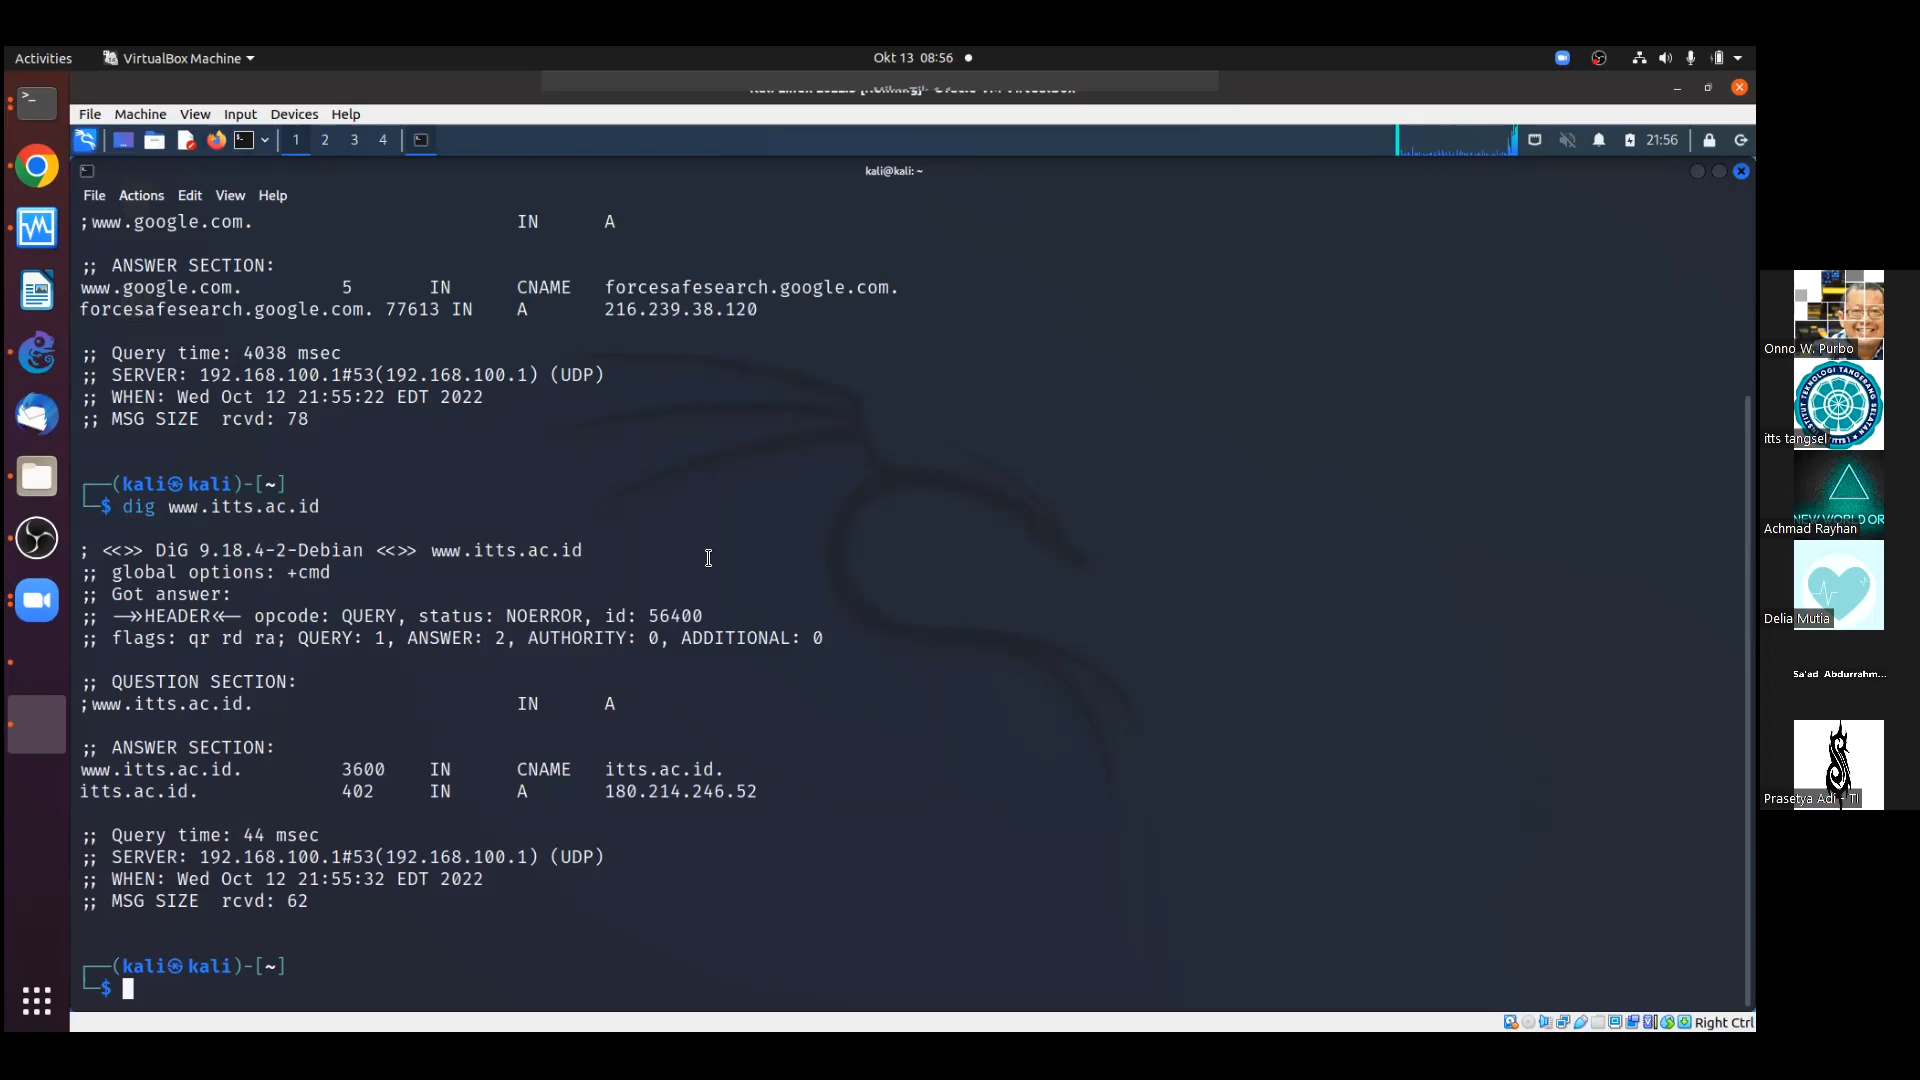 Activities VirtualBox Machine Okt 13 08:56
File Machine View Input Devices Help
1 2 3 4 21:56
kali@kali: ~
File Actions Edit View Help
;www.google.com. IN A
;; ANSWER SECTION:
www.google.com. 5 IN CNAME forcesafesearch.google.com.
forcesafesearch.google.com. 77613 IN A 216.239.38.120
;; Query time: 4038 msec
;; SERVER: 192.168.100.1#53(192.168.100.1) (UDP)
;; WHEN: Wed Oct 12 21:55:22 EDT 2022
;; MSG SIZE rcvd: 78
┌──(kali㉿kali)-[~]
└─$ dig www.itts.ac.id
; <<>> DiG 9.18.4-2-Debian <<>> www.itts.ac.id
;; global options: +cmd
;; Got answer:
;; ->>HEADER<<- opcode: QUERY, status: NOERROR, id: 56400
;; flags: qr rd ra; QUERY: 1, ANSWER: 2, AUTHORITY: 0, ADDITIONAL: 0
;; QUESTION SECTION:
;www.itts.ac.id. IN A
;; ANSWER SECTION:
www.itts.ac.id. 3600 IN CNAME itts.ac.id.
itts.ac.id. 402 IN A 180.214.246.52
;; Query time: 44 msec
;; SERVER: 192.168.100.1#53(192.168.100.1) (UDP)
;; WHEN: Wed Oct 12 21:55:32 EDT 2022
;; MSG SIZE rcvd: 62
┌──(kali㉿kali)-[~]
└─$
Right Ctrl
Onno W. Purbo
INSTITUT TEKNOLOGI TANGERANG SELATAN
itts tangsel
NEW WORLD OR
Achmad Rayhan
Delia Mutia
Sa'ad Abdurrahm...
Prasetya Adi - TI